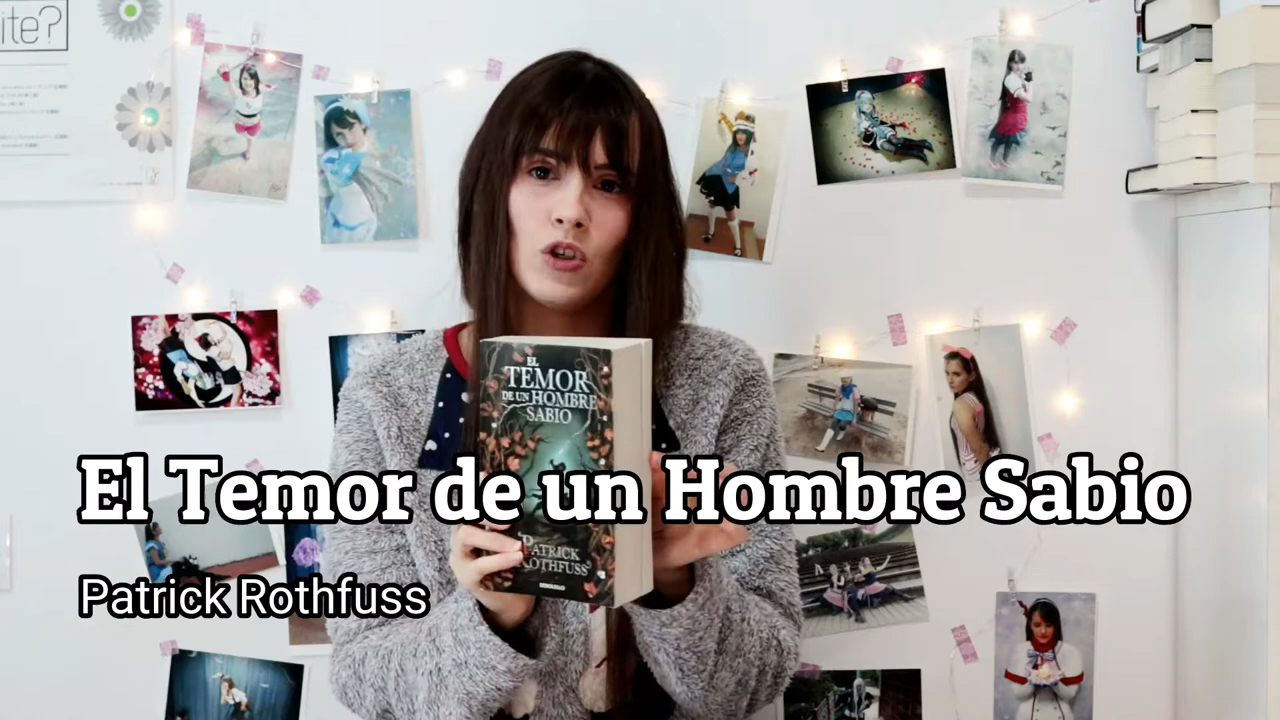 ite?
EL
TEMOR
DE UN HOMBRE
SABIO
El Temor de un Hombre Sabio
PATRICK
ROTHFUSS
Patrick Rothfuss